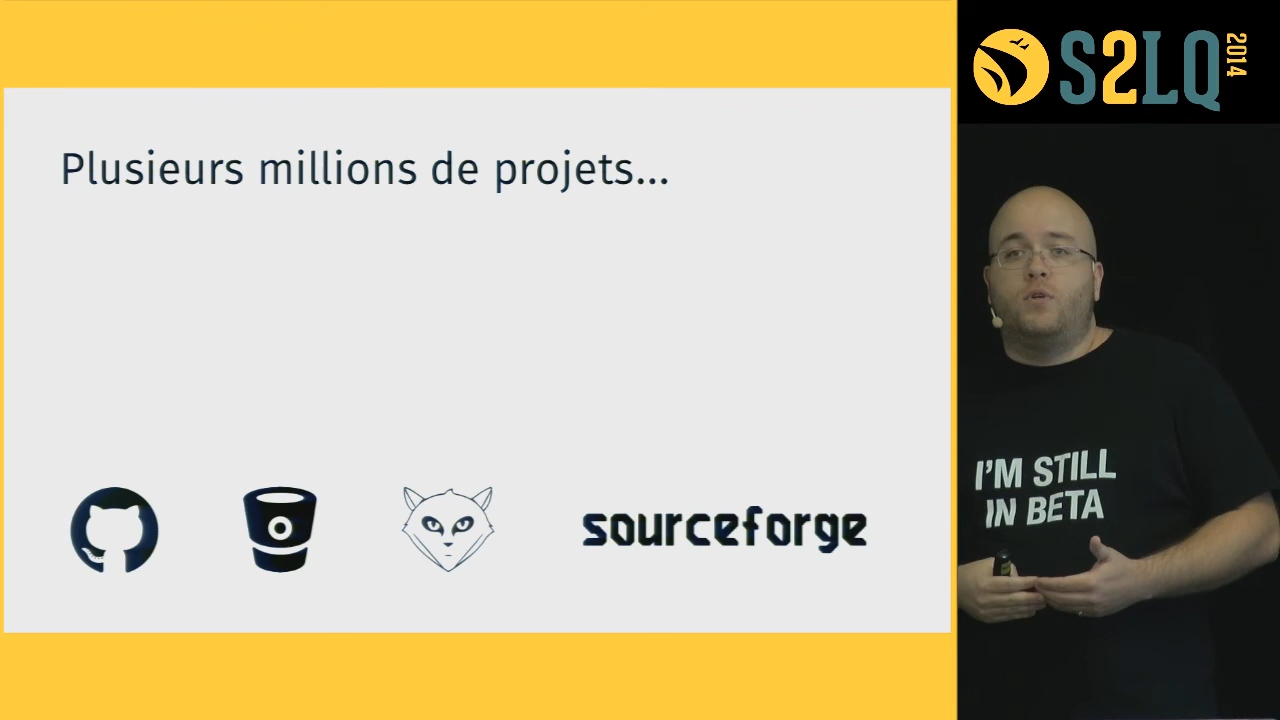 Plusieurs millions de projets...
sourceforge
S2LQ
2014
I'M STILL
IN BETA